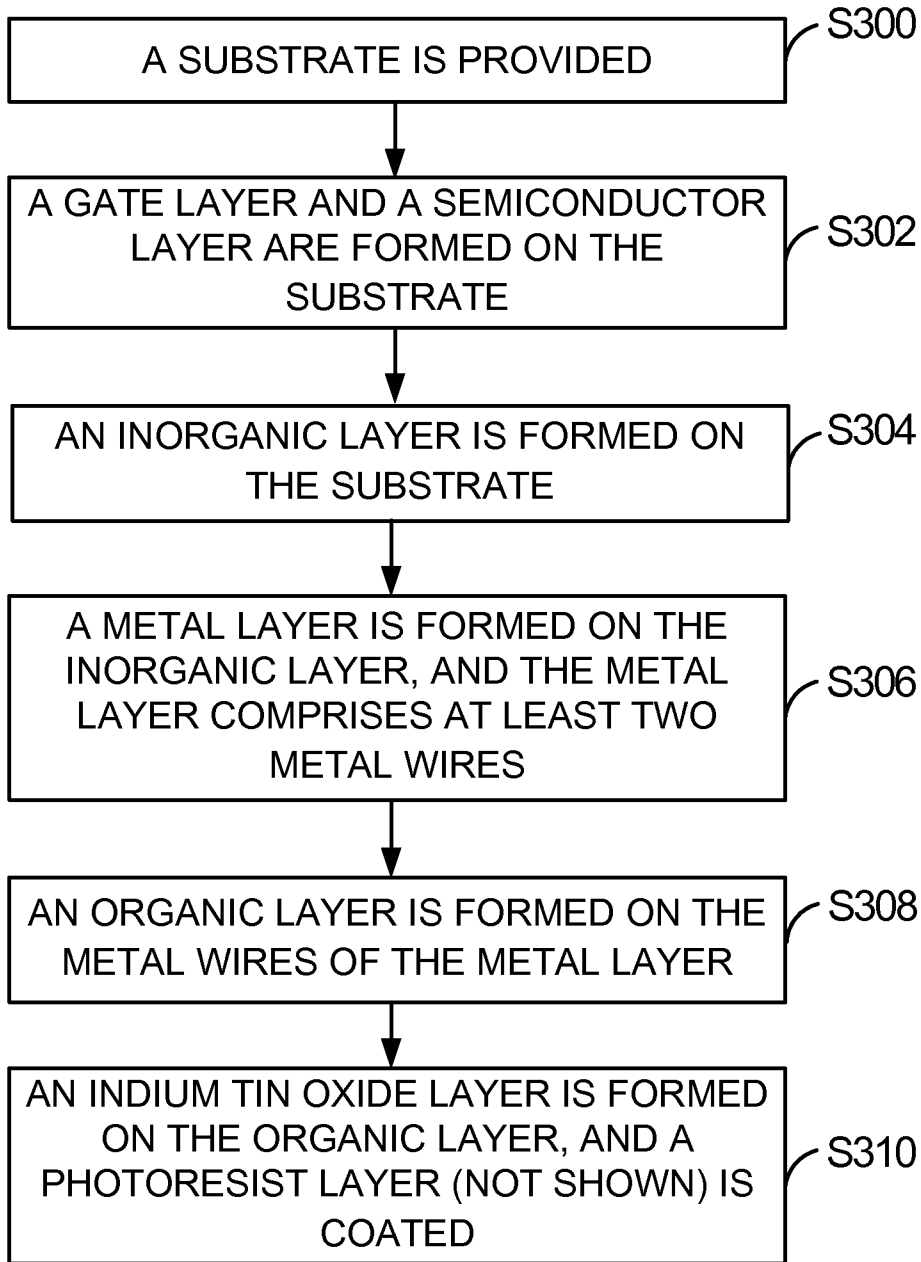 S300
A SUBSTRATE IS PROVIDED
A GATE LAYER AND A SEMICONDUCTOR
LAYER ARE FORMED ON THE
SUBSTRATE
S302
AN INORGANIC LAYER IS FORMED ON
THE SUBSTRATE
S304
A METAL LAYER IS FORMED ON THE
INORGANIC LAYER, AND THE METAL
LAYER COMPRISES AT LEAST TWO
METAL WIRES
S306
AN ORGANIC LAYER IS FORMED ON THE
METAL WIRES OF THE METAL LAYER
S308
AN INDIUM TIN OXIDE LAYER IS FORMED
ON THE ORGANIC LAYER, AND A
PHOTORESIST LAYER (NOT SHOWN) IS
COATED
S310